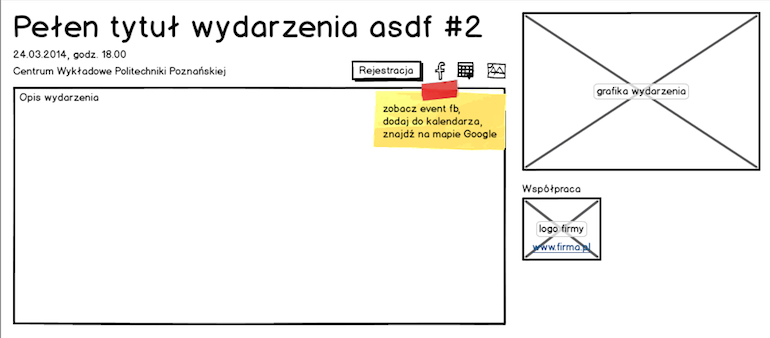 Pełen tytuł wydarzenia asdf #2
24.03.2014, godz. 18.00
Centrum Wykładowe Politechniki Poznańskiej
Rejestracja
Opis wydarzenia
zobacz event fb,
dodaj do kalendarza,
znajdź na mapie Google
grafika wydarzenia
Współpraca
logo firmy
www.firma.pl